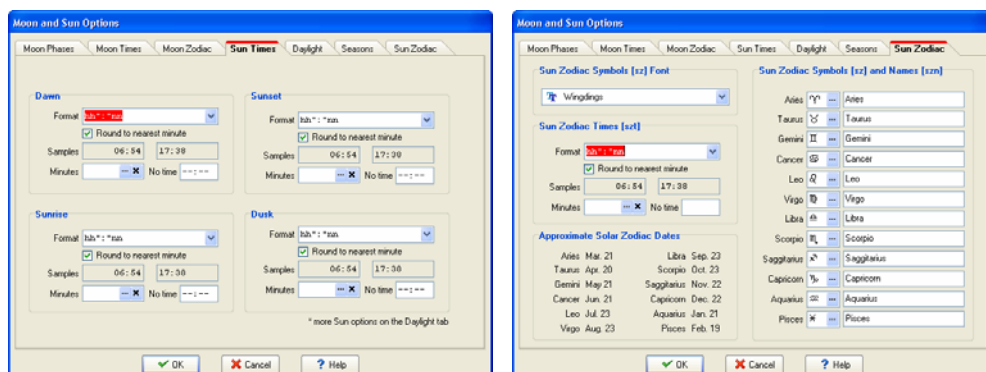 Moon and Sun Options
Moon Phases Moon Times Moon Zodiac Sun Times Daylight Seasons Sun Zodiac
Dawn
Format hh":"nn
Round to nearest minute
Samples 06:54 17:38
Minutes ... No time --:--
Sunset
Format hh":"nn
Round to nearest minute
Samples 06:54 17:38
Minutes ... No time --:--
Sunrise
Format hh":"nn
Round to nearest minute
Samples 06:54 17:38
Minutes ... No time --:--
Dusk
Format hh":"nn
Round to nearest minute
Samples 06:54 17:38
Minutes ... No time --:--
* more Sun options on the Daylight tab
OK Cancel ? Help
Moon and Sun Options
Moon Phases Moon Times Moon Zodiac Sun Times Daylight Seasons Sun Zodiac
Sun Zodiac Symbols [sz] Font
Wingdings
Sun Zodiac Times [szt]
Format hh":"nn
Round to nearest minute
Samples 06:54 17:38
Minutes ... No time
Approximate Solar Zodiac Dates
Aries Mar. 21 Libra Sep. 23
Taurus Apr. 20 Scorpio Oct. 23
Gemini May 21 Saggitarius Nov. 22
Cancer Jun. 21 Capricorn Dec. 22
Leo Jul. 23 Aquarius Jan. 21
Virgo Aug. 23 Pisces Feb. 19
Sun Zodiac Symbols [sz] and Names [szn]
Aries ♈ ... Aries
Taurus ♉ ... Taurus
Gemini ♊ ... Gemini
Cancer ♋ ... Cancer
Leo ♌ ... Leo
Virgo ♍ ... Virgo
Libra ♎ ... Libra
Scorpio ♏ ... Scorpio
Saggitarius ♐ ... Saggitarius
Capricorn ♑ ... Capricorn
Aquarius ♒ ... Aquarius
Pisces ♓ ... Pisces
OK Cancel ? Help